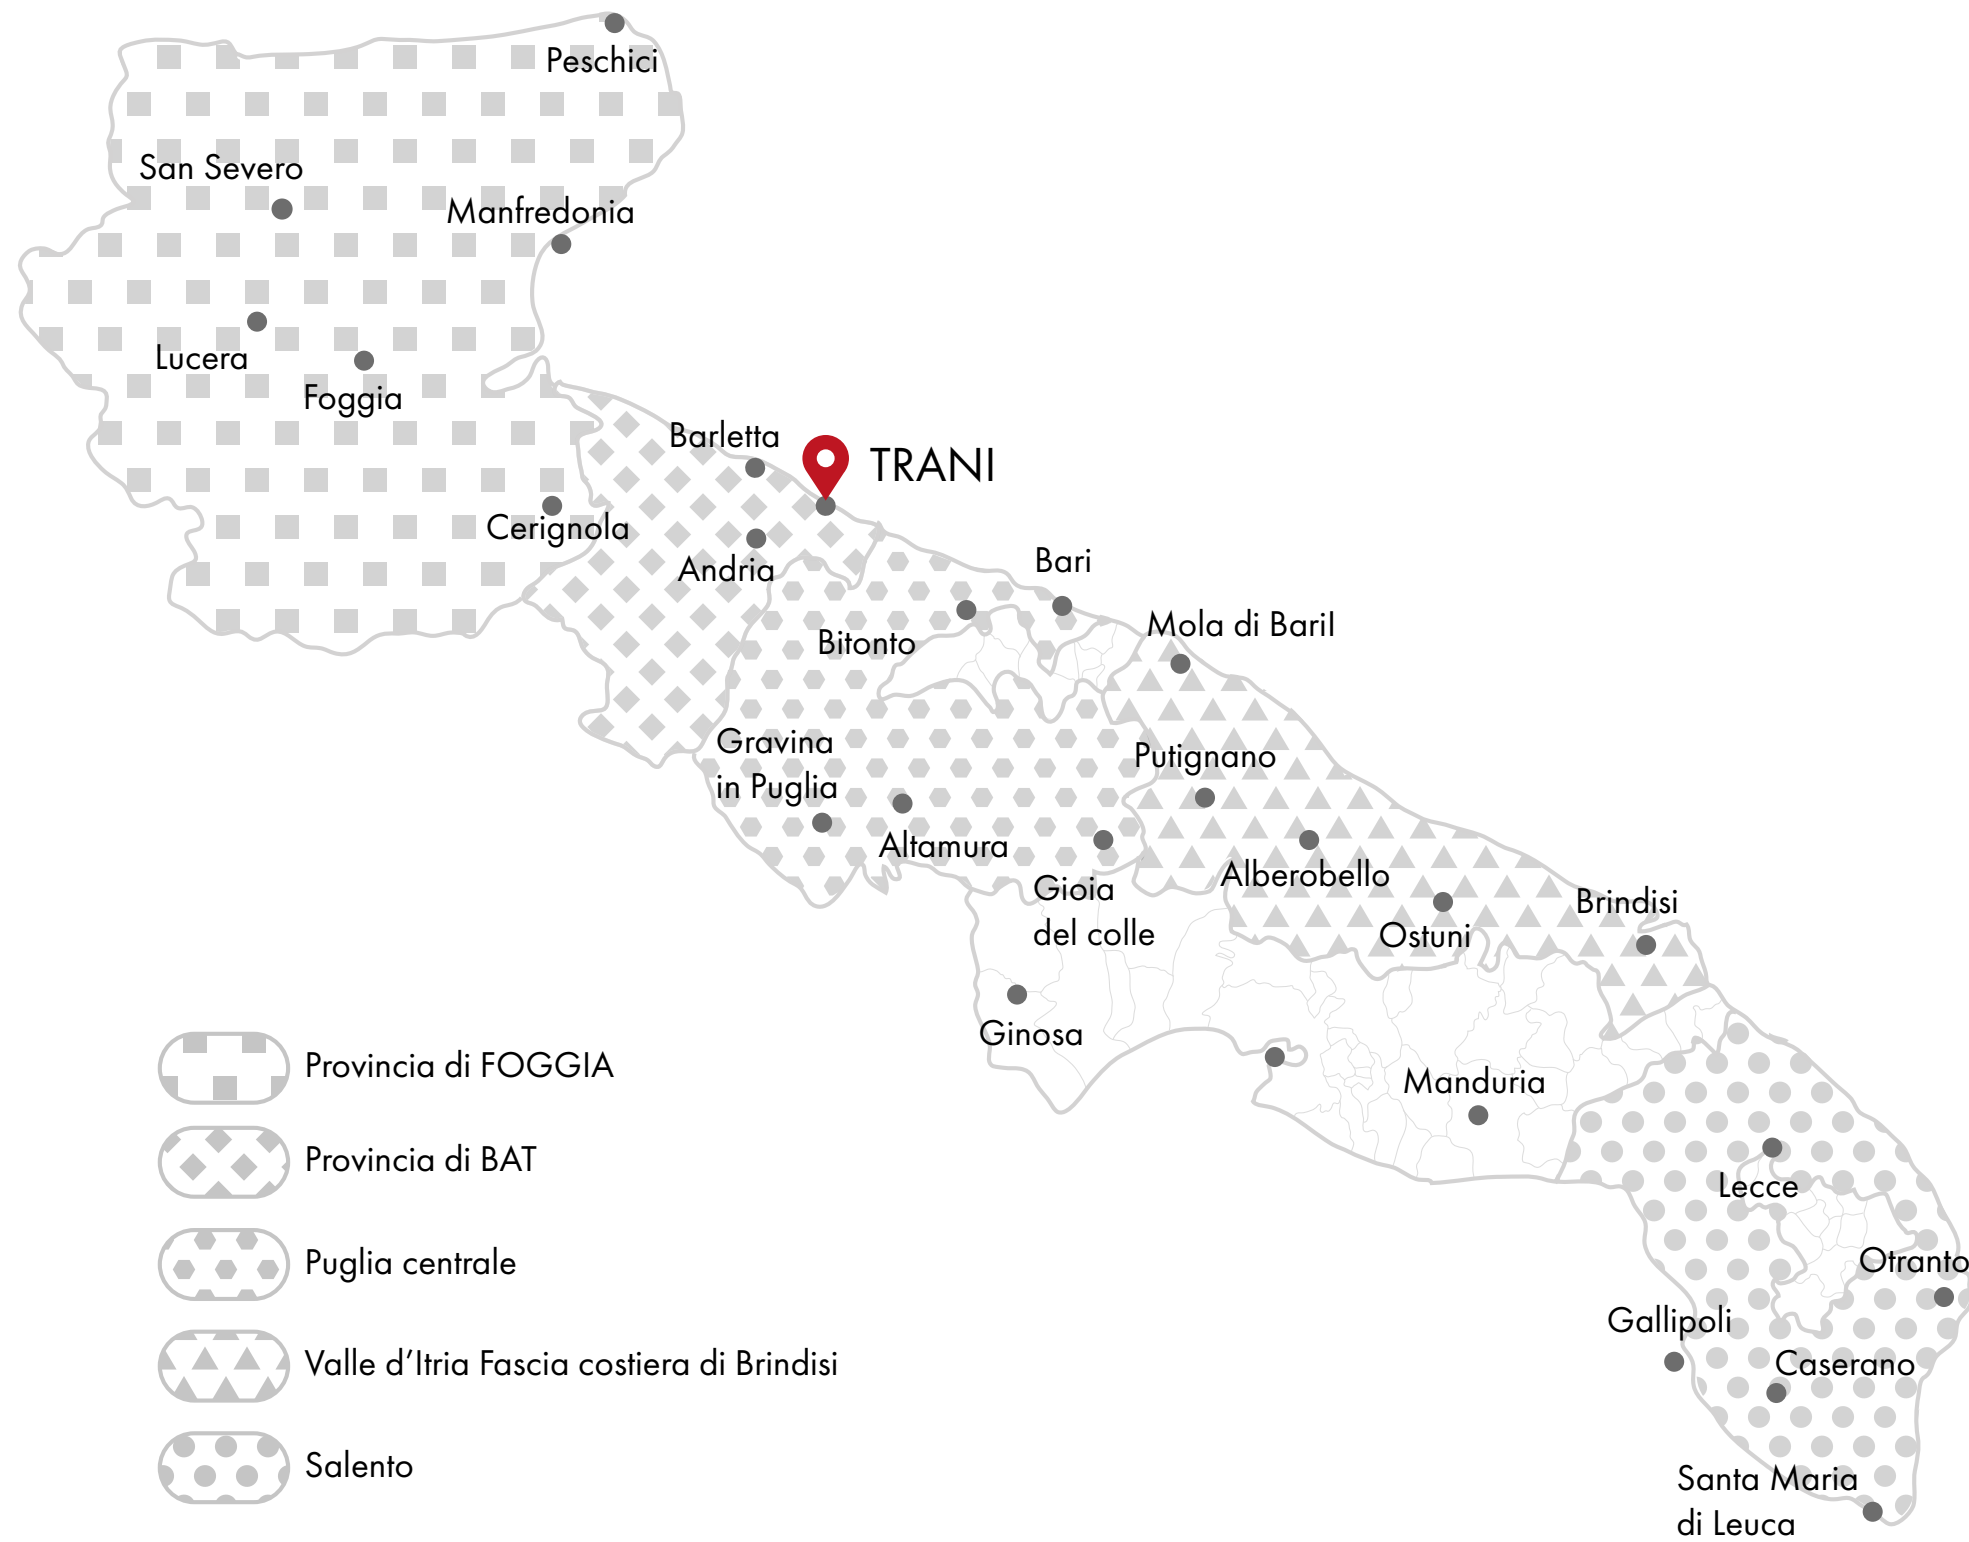 Peschici
San Severo
Manfredonia
Lucera
Foggia
Barletta
TRANI
Cerignola
Andria
Bari
Mola di BariI
Bitonto
Gravina
in Puglia
Putignano
Altamura
Alberobello
Gioia
del colle
Brindisi
Ostuni
Ginosa
Manduria
Lecce
Otranto
Gallipoli
Caserano
Santa Maria
di Leuca
Provincia di FOGGIA
Provincia di BAT
Puglia centrale
Valle d’Itria Fascia costiera di Brindisi
Salento